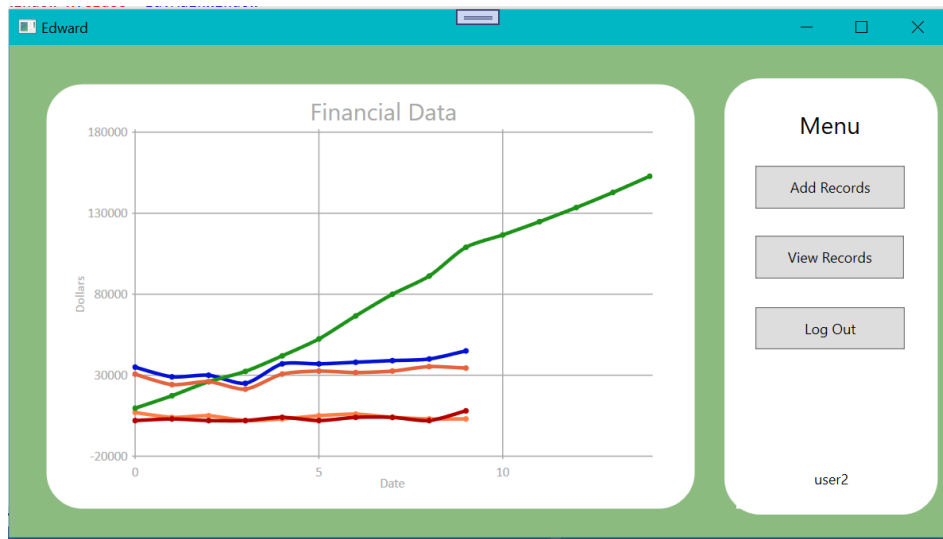 Edward
Financial Data
180000
130000
80000
30000
-20000
Dollars
0
5
10
Date
Menu
Add Records
View Records
Log Out
user2